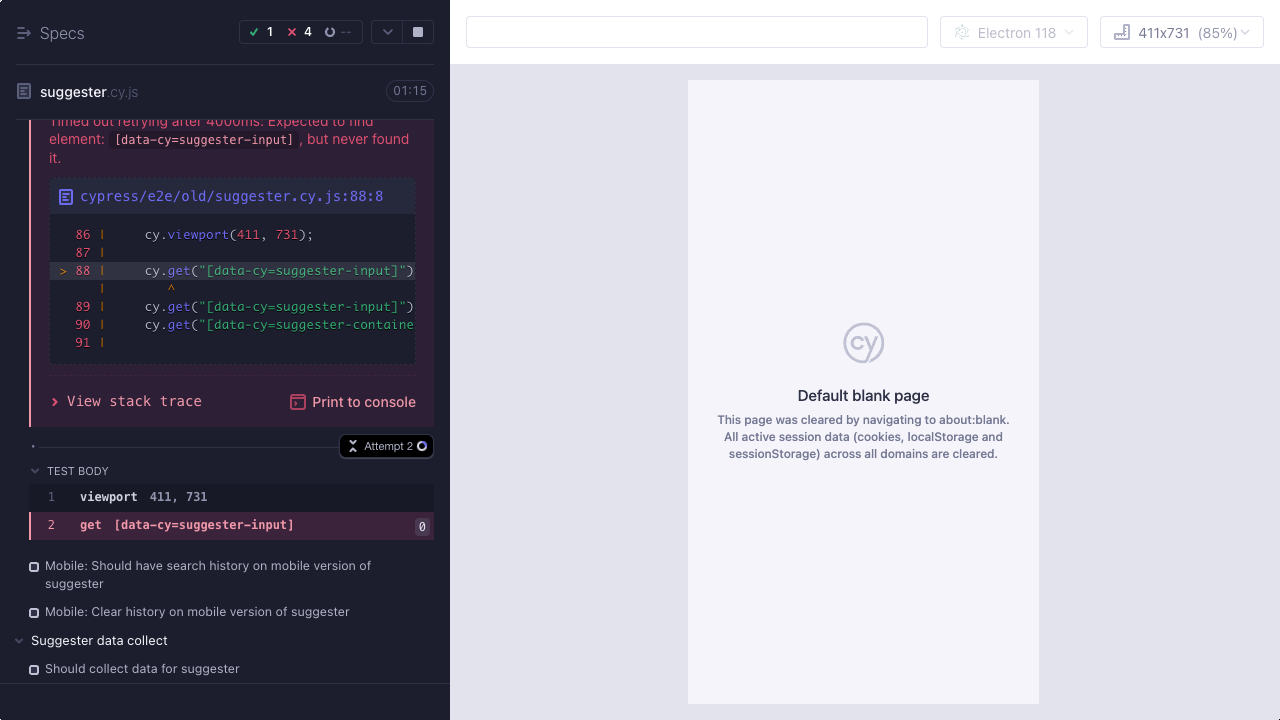 Specs
1
4
--
suggester.cy.js
01:15
Timed out retrying after 4000ms: Expected to find
element: [data-cy=suggester-input], but never found
it.
cypress/e2e/old/suggester.cy.js:88:8
86 | cy.viewport(411, 731);
87 |
> 88 | cy.get("[data-cy=suggester-input]")
| ^
89 | cy.get("[data-cy=suggester-input]")
90 | cy.get("[data-cy=suggester-containe
91 |
View stack trace
Print to console
Attempt 2
TEST BODY
1 viewport 411, 731
2 get [data-cy=suggester-input] 0
Mobile: Should have search history on mobile version of
suggester
Mobile: Clear history on mobile version of suggester
Suggester data collect
Should collect data for suggester
Electron 118
411x731 (85%)
cy
Default blank page
This page was cleared by navigating to about:blank.
All active session data (cookies, localStorage and
sessionStorage) across all domains are cleared.